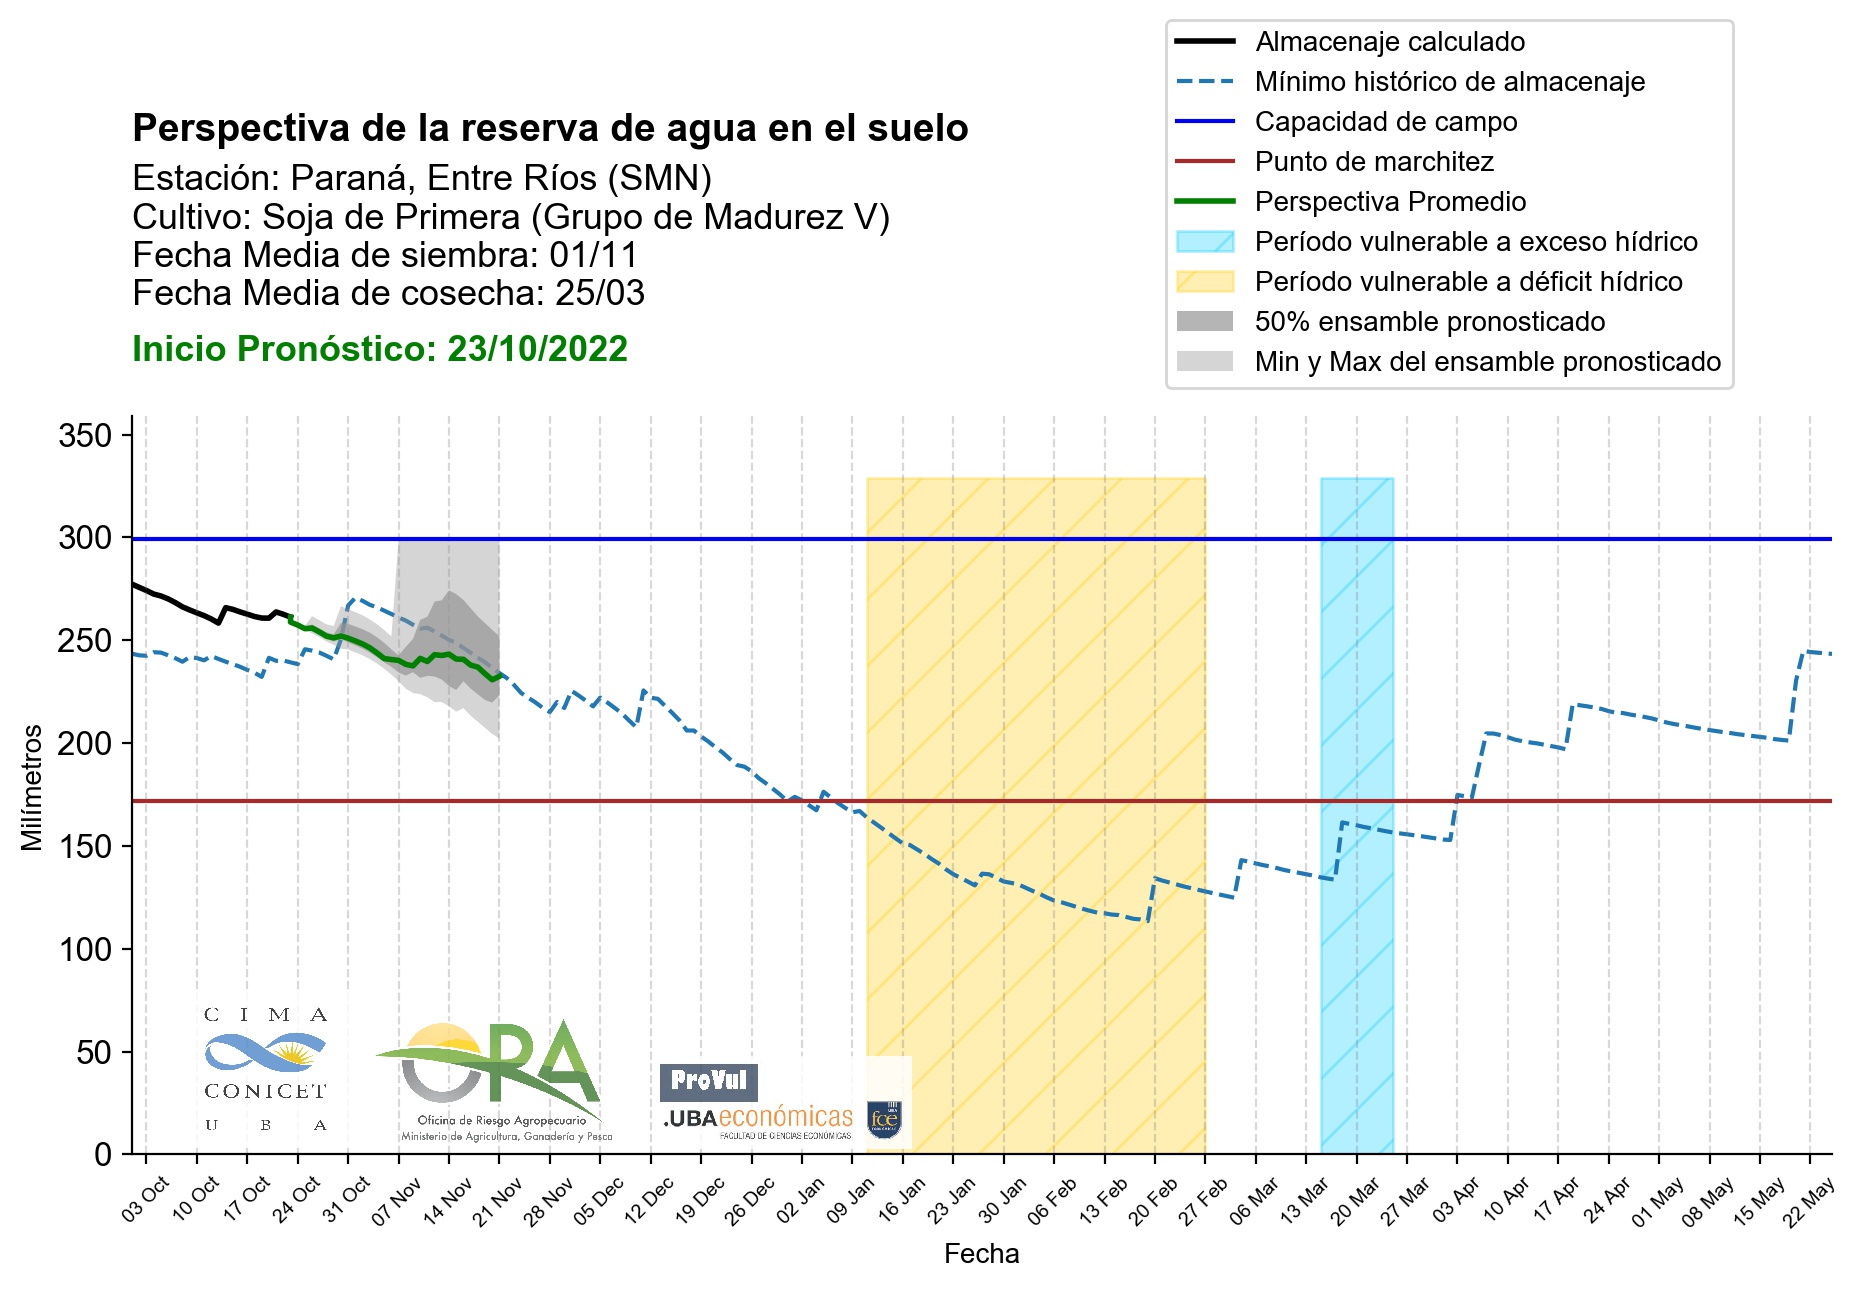 Almacenaje calculado
Mínimo histórico de almacenaje
Capacidad de campo
Punto de marchitez
Perspectiva Promedio
Período vulnerable a exceso hídrico
Período vulnerable a déficit hídrico
50% ensamble pronosticado
Min y Max del ensamble pronosticado
Perspectiva de la reserva de agua en el suelo
Estación: Paraná, Entre Ríos (SMN)
Cultivo: Soja de Primera (Grupo de Madurez V)
Fecha Media de siembra: 01/11
Fecha Media de cosecha: 25/03
Inicio Pronóstico: 23/10/2022
350
300
250
200
150
100
50
0
Milímetros
CIMA
CONICET
UBA
ORA
Oficina de Riesgo Agropecuario
Ministerio de Agricultura, Ganadería y Pesca
ProVul
.UBAeconómicas
FACULTAD DE CIENCIAS ECONÓMICAS
UBA
fce
ECONÓMICAS
03 Oct
10 Oct
17 Oct
24 Oct
31 Oct
07 Nov
14 Nov
21 Nov
28 Nov
05 Dec
12 Dec
19 Dec
26 Dec
02 Jan
09 Jan
16 Jan
23 Jan
30 Jan
06 Feb
13 Feb
20 Feb
27 Feb
06 Mar
13 Mar
20 Mar
27 Mar
03 Apr
10 Apr
17 Apr
24 Apr
01 May
08 May
15 May
22 May
Fecha